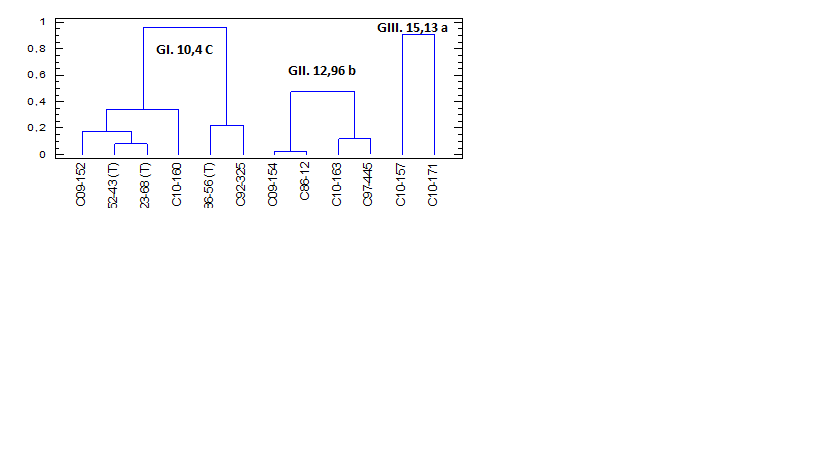 GIII. 15,13 a
1
GI. 10,4 C
0,8
GII. 12,96 b
0,6
0,4
0,2
0
C09-152
52-43 (T)
23-68 (T)
C10-160
36-56 (T)
C92-325
C09-154
C86-12
C10-163
C97-445
C10-157
C10-171